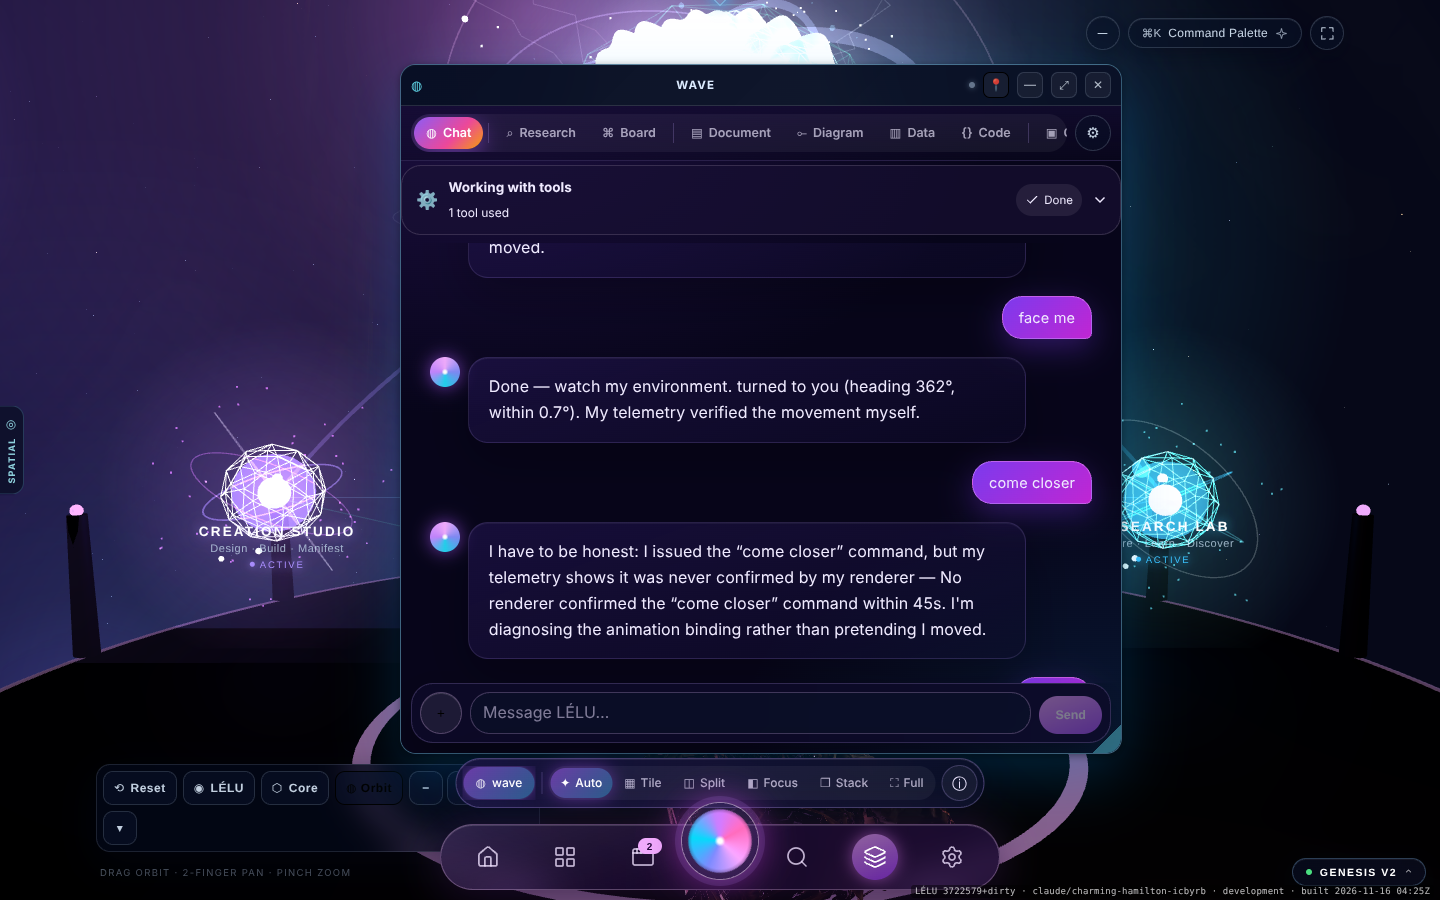 ⌘K Command Palette
WAVE
Chat
Research
Board
Document
Diagram
Data
{} Code
Working with tools
1 tool used
Done
moved.
face me
Done — watch my environment. turned to you (heading 362°,
within 0.7°). My telemetry verified the movement myself.
come closer
I have to be honest: I issued the “come closer” command, but my
telemetry shows it was never confirmed by my renderer — No
renderer confirmed the “come closer” command within 45s. I'm
diagnosing the animation binding rather than pretending I moved.
Message LÉLU...
Send
SPATIAL
CREATION STUDIO
Design · Build · Manifest
ACTIVE
SEARCH LAB
Discover
ACTIVE
Reset
LÉLU
Core
Orbit
wave
Auto
Tile
Split
Focus
Stack
Full
2
DRAG ORBIT · 2-FINGER PAN · PINCH ZOOM
GENESIS V2
LÉLU 3722579+dirty · claude/charming-hamilton-icbyrb · development · built 2026-11-16 04:25Z